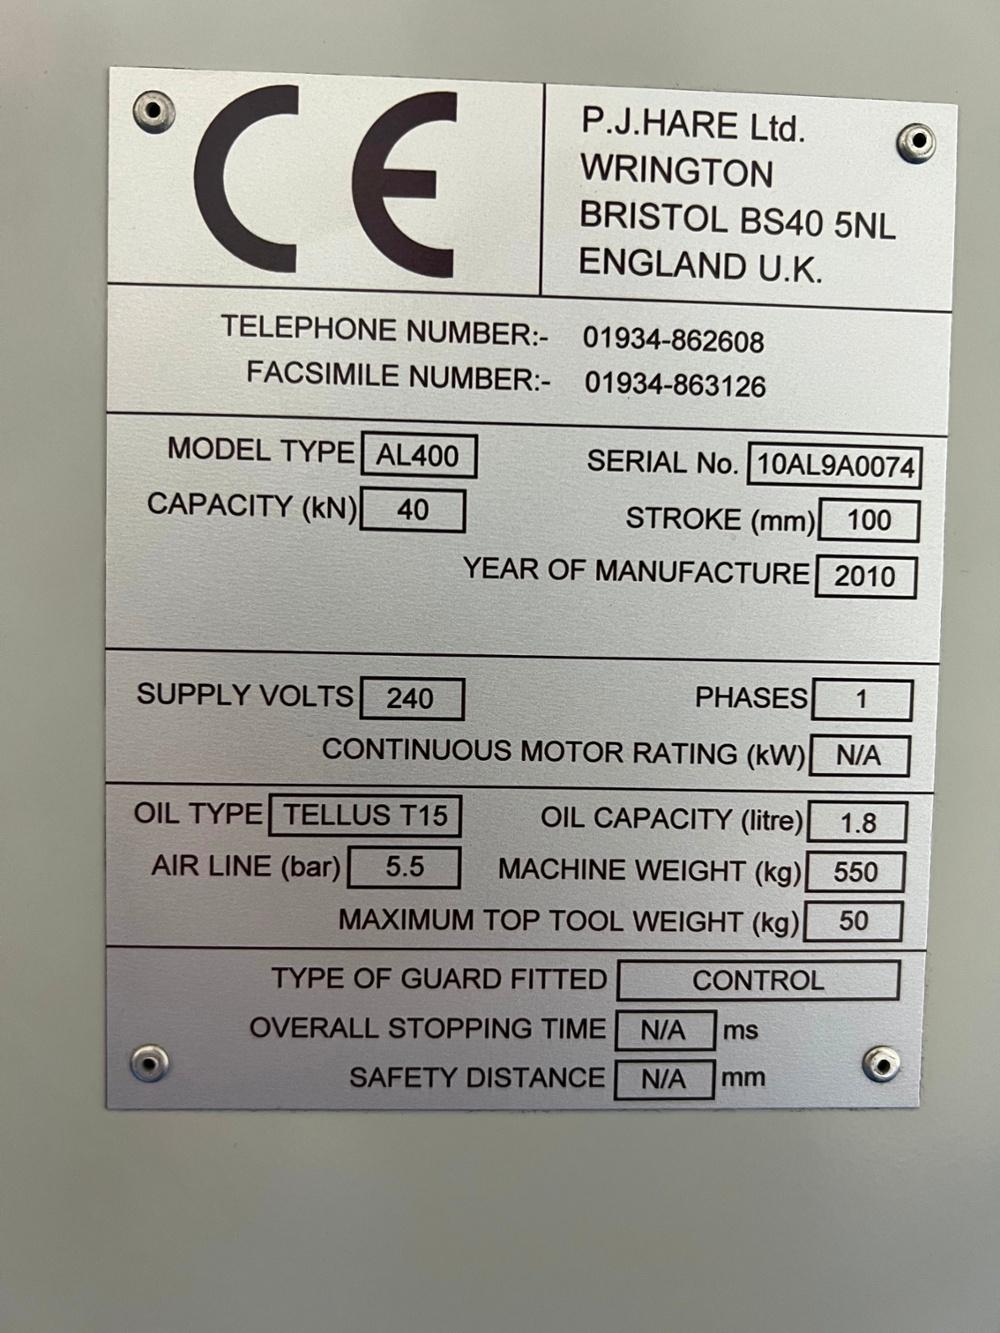 CE
P.J.HARE Ltd.
WRINGTON
BRISTOL BS40 5NL
ENGLAND U.K.
TELEPHONE NUMBER:- 01934-862608
FACSIMILE NUMBER:- 01934-863126
MODEL TYPE AL400 SERIAL No. 10AL9A0074
CAPACITY (kN) 40 STROKE (mm) 100
YEAR OF MANUFACTURE 2010
SUPPLY VOLTS 240 PHASES 1
CONTINUOUS MOTOR RATING (kW) N/A
OIL TYPE TELLUS T15 OIL CAPACITY (litre) 1.8
AIR LINE (bar) 5.5 MACHINE WEIGHT (kg) 550
MAXIMUM TOP TOOL WEIGHT (kg) 50
TYPE OF GUARD FITTED CONTROL
OVERALL STOPPING TIME N/A ms
SAFETY DISTANCE N/A mm